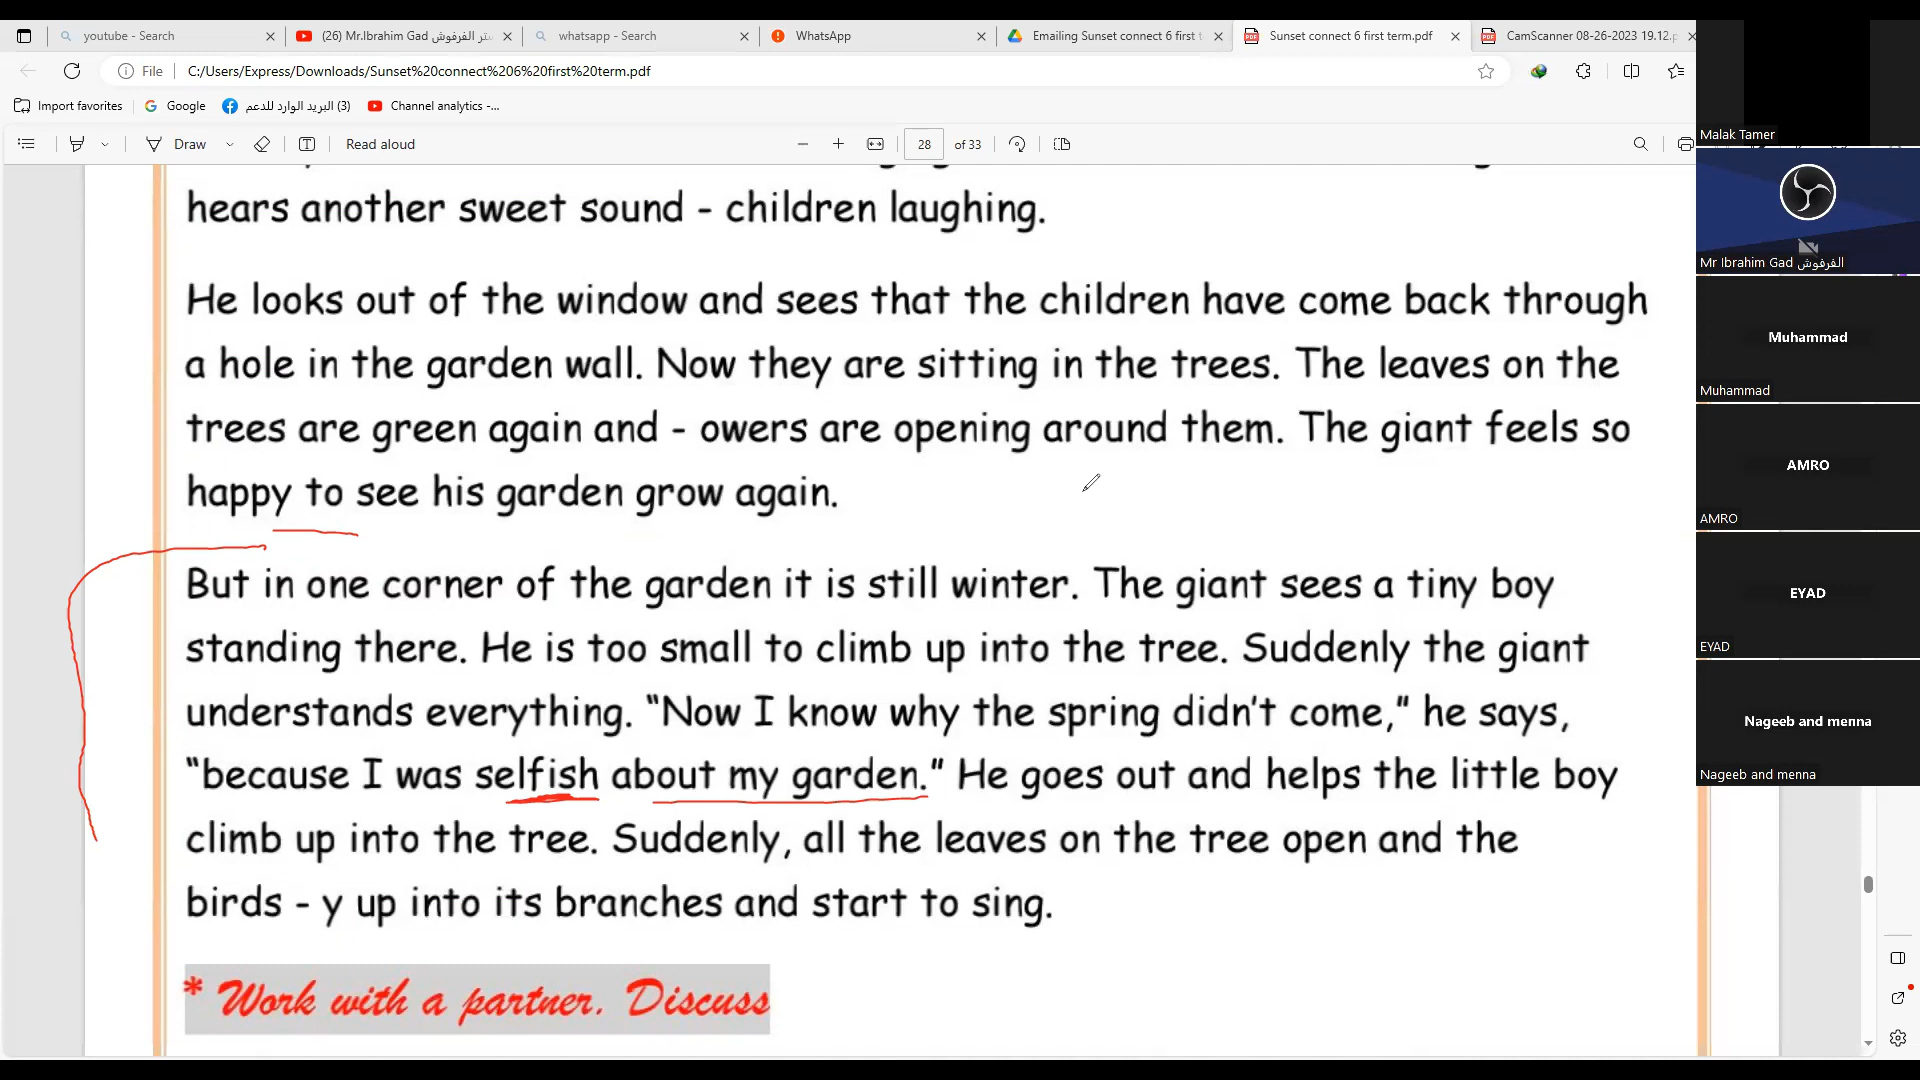 youtube - Search
(26) Mr.Ibrahim Gad مستر الفرفوش
whatsapp - Search
WhatsApp
Emailing Sunset connect 6 first t
Sunset connect 6 first term.pdf
CamScanner 08-26-2023 19.12.p
File
C:/Users/Express/Downloads/Sunset%20connect%206%20first%20term.pdf
Import favorites
Google
(3) البريد الوارد للدعم
Channel analytics -...
Draw
Read aloud
28 of 33
hears another sweet sound - children laughing.
He looks out of the window and sees that the children have come back through
a hole in the garden wall. Now they are sitting in the trees. The leaves on the
trees are green again and - owers are opening around them. The giant feels so
happy to see his garden grow again.
But in one corner of the garden it is still winter. The giant sees a tiny boy
standing there. He is too small to climb up into the tree. Suddenly the giant
understands everything. “Now I know why the spring didn’t come,” he says,
“because I was selfish about my garden.” He goes out and helps the little boy
climb up into the tree. Suddenly, all the leaves on the tree open and the
birds - y up into its branches and start to sing.
* Work with a partner. Discuss
Malak Tamer
Mr Ibrahim Gad الفرفوش
Muhammad
Muhammad
AMRO
AMRO
EYAD
EYAD
Nageeb and menna
Nageeb and menna